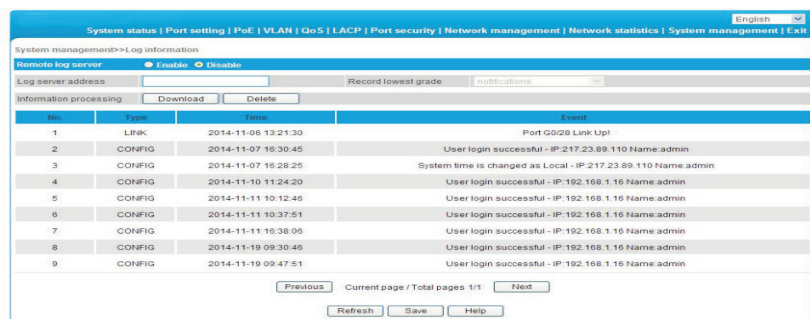 English
System status | Port setting | PoE | VLAN | QoS | LACP | Port security | Network management | Network statistics | System management | Exit
System management>>Log information
Remote log server Enable Disable
Log server address Record lowest grade notifications
Information processing Download Delete
No. Type Time Event
1 LINK 2014-11-06 13:21:30 Port G0/28 Link Up!
2 CONFIG 2014-11-07 16:30:45 User login successful - IP:217.23.89.110 Name:admin
3 CONFIG 2014-11-07 16:28:25 System time is changed as Local - IP:217.23.89.110 Name:admin
4 CONFIG 2014-11-10 11:24:20 User login successful - IP:192.168.1.16 Name:admin
5 CONFIG 2014-11-11 10:12:46 User login successful - IP:192.168.1.16 Name:admin
6 CONFIG 2014-11-11 10:37:51 User login successful - IP:192.168.1.16 Name:admin
7 CONFIG 2014-11-11 16:38:06 User login successful - IP:192.168.1.16 Name:admin
8 CONFIG 2014-11-19 09:30:46 User login successful - IP:192.168.1.16 Name:admin
9 CONFIG 2014-11-19 09:47:51 User login successful - IP:192.168.1.16 Name:admin
Previous Current page / Total pages 1/1 Next
Refresh Save Help